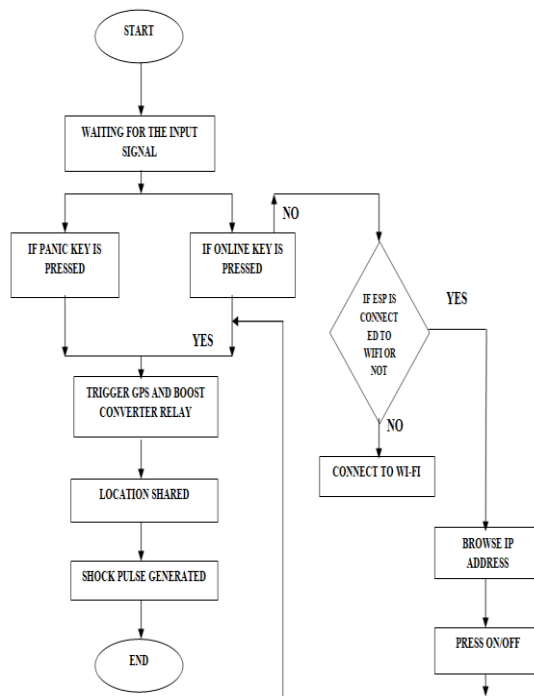 START
WAITING FOR THE INPUT
SIGNAL
NO
IF PANIC KEY IS
PRESSED
IF ONLINE KEY IS
PRESSED
IF ESP IS
CONNECT
ED TO
WIFI OR
NOT
YES
YES
TRIGGER GPS AND BOOST
CONVERTER RELAY
NO
CONNECT TO WI-FI
LOCATION SHARED
BROWSE IP
ADDRESS
SHOCK PULSE GENERATED
PRESS ON/OFF
END